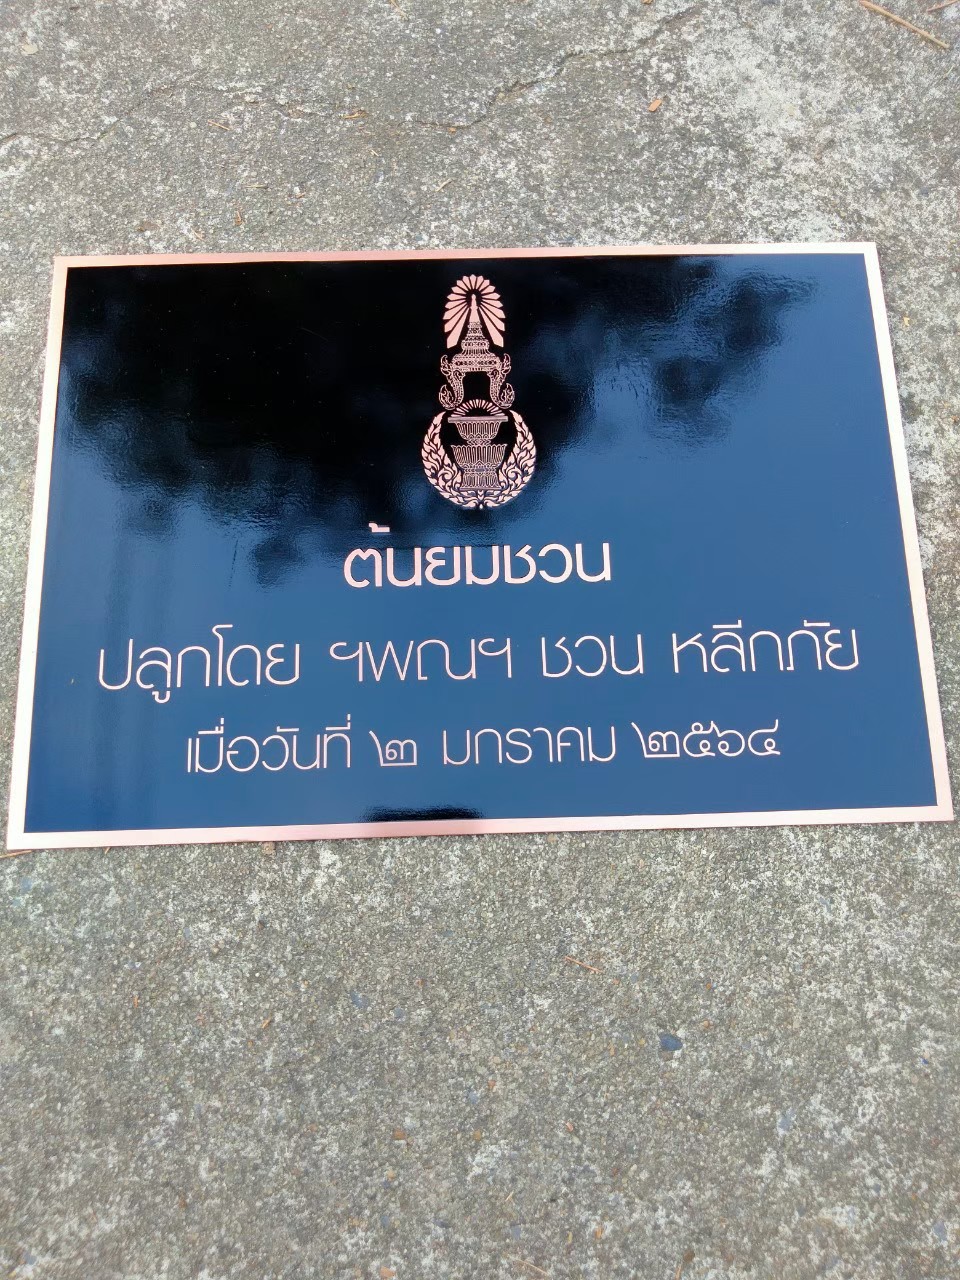 ต้นยมชวน
ปลูกโดย ฯพณฯ ชวน หลีกภัย
เมื่อวันที่ ๒ มกราคม ๒๕๖๔